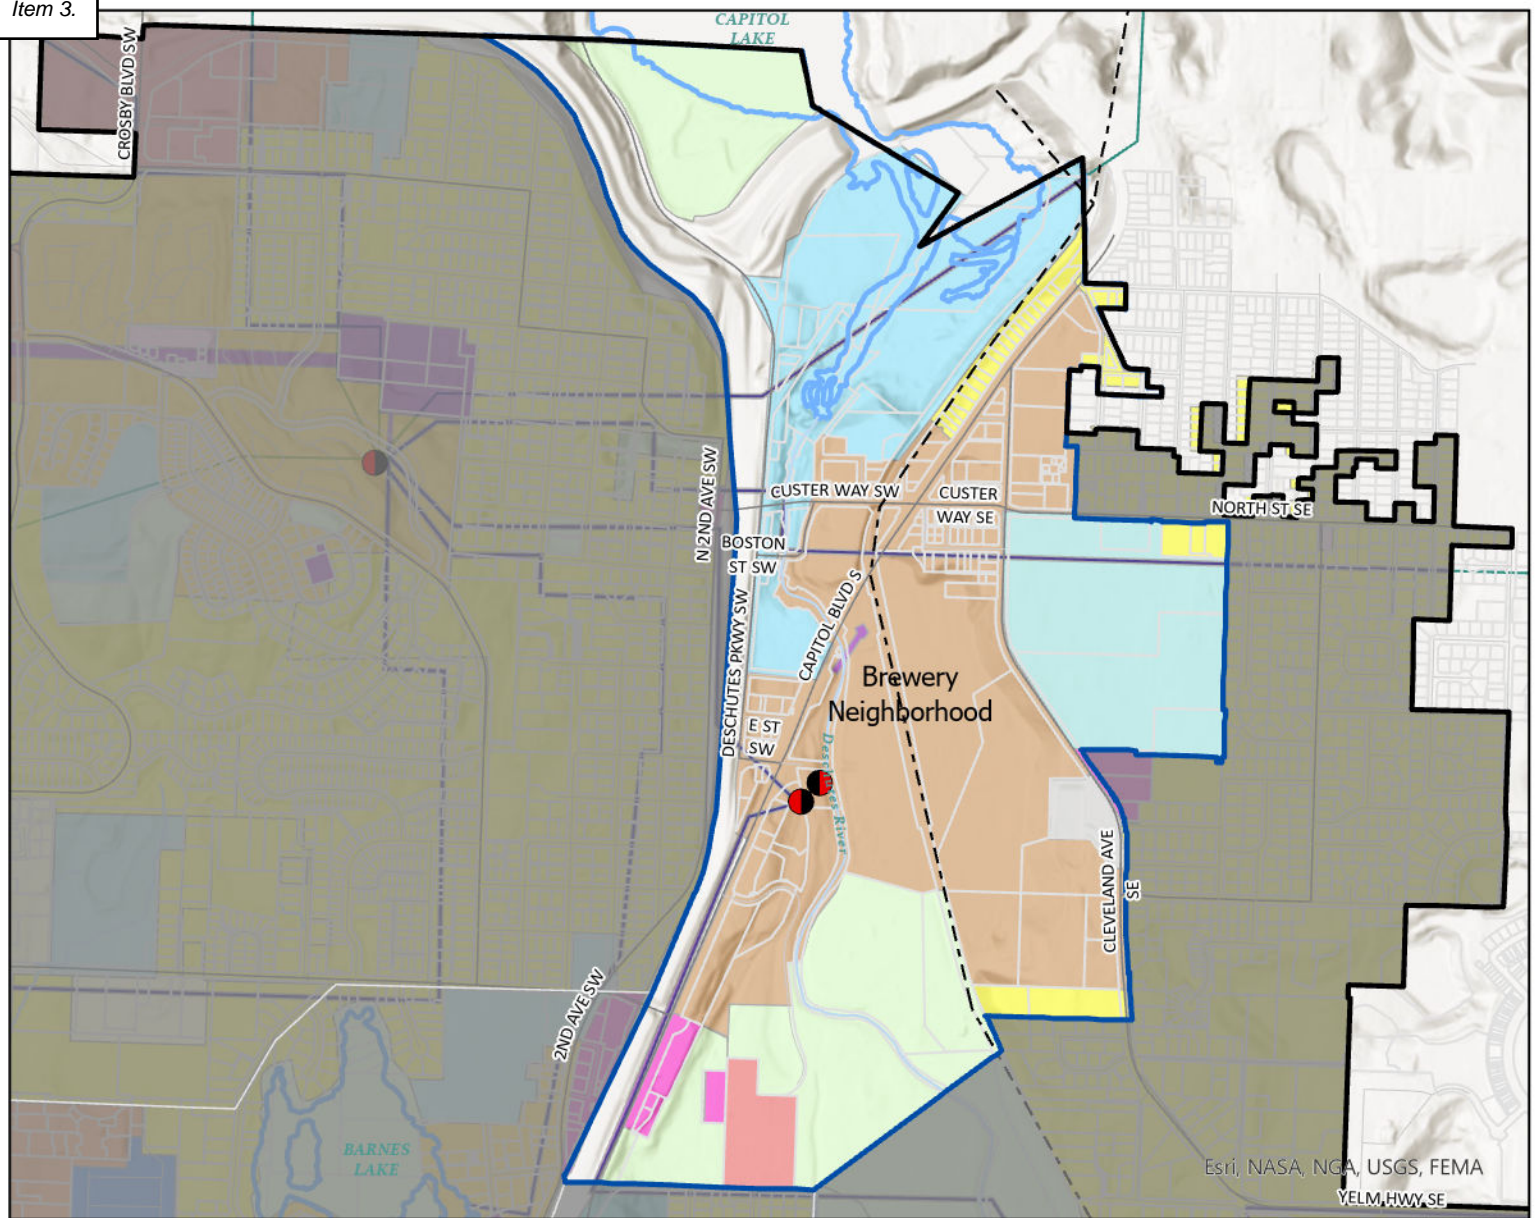 Item 3.
CAPITOL
LAKE
CROSBY BLVD SW
N 2ND AVE SW
CUSTER WAY SW
CUSTER
WAY SE
NORTH ST SE
BOSTON
ST SW
DESCHUTES PKWY SW
CAPITOL BLVD S
Brewery
Neighborhood
E ST
SW
Deschutes River
CLEVELAND AVE
SE
2ND AVE SW
BARNES
LAKE
Esri, NASA, NGA, USGS, FEMA
YELM HWY SE